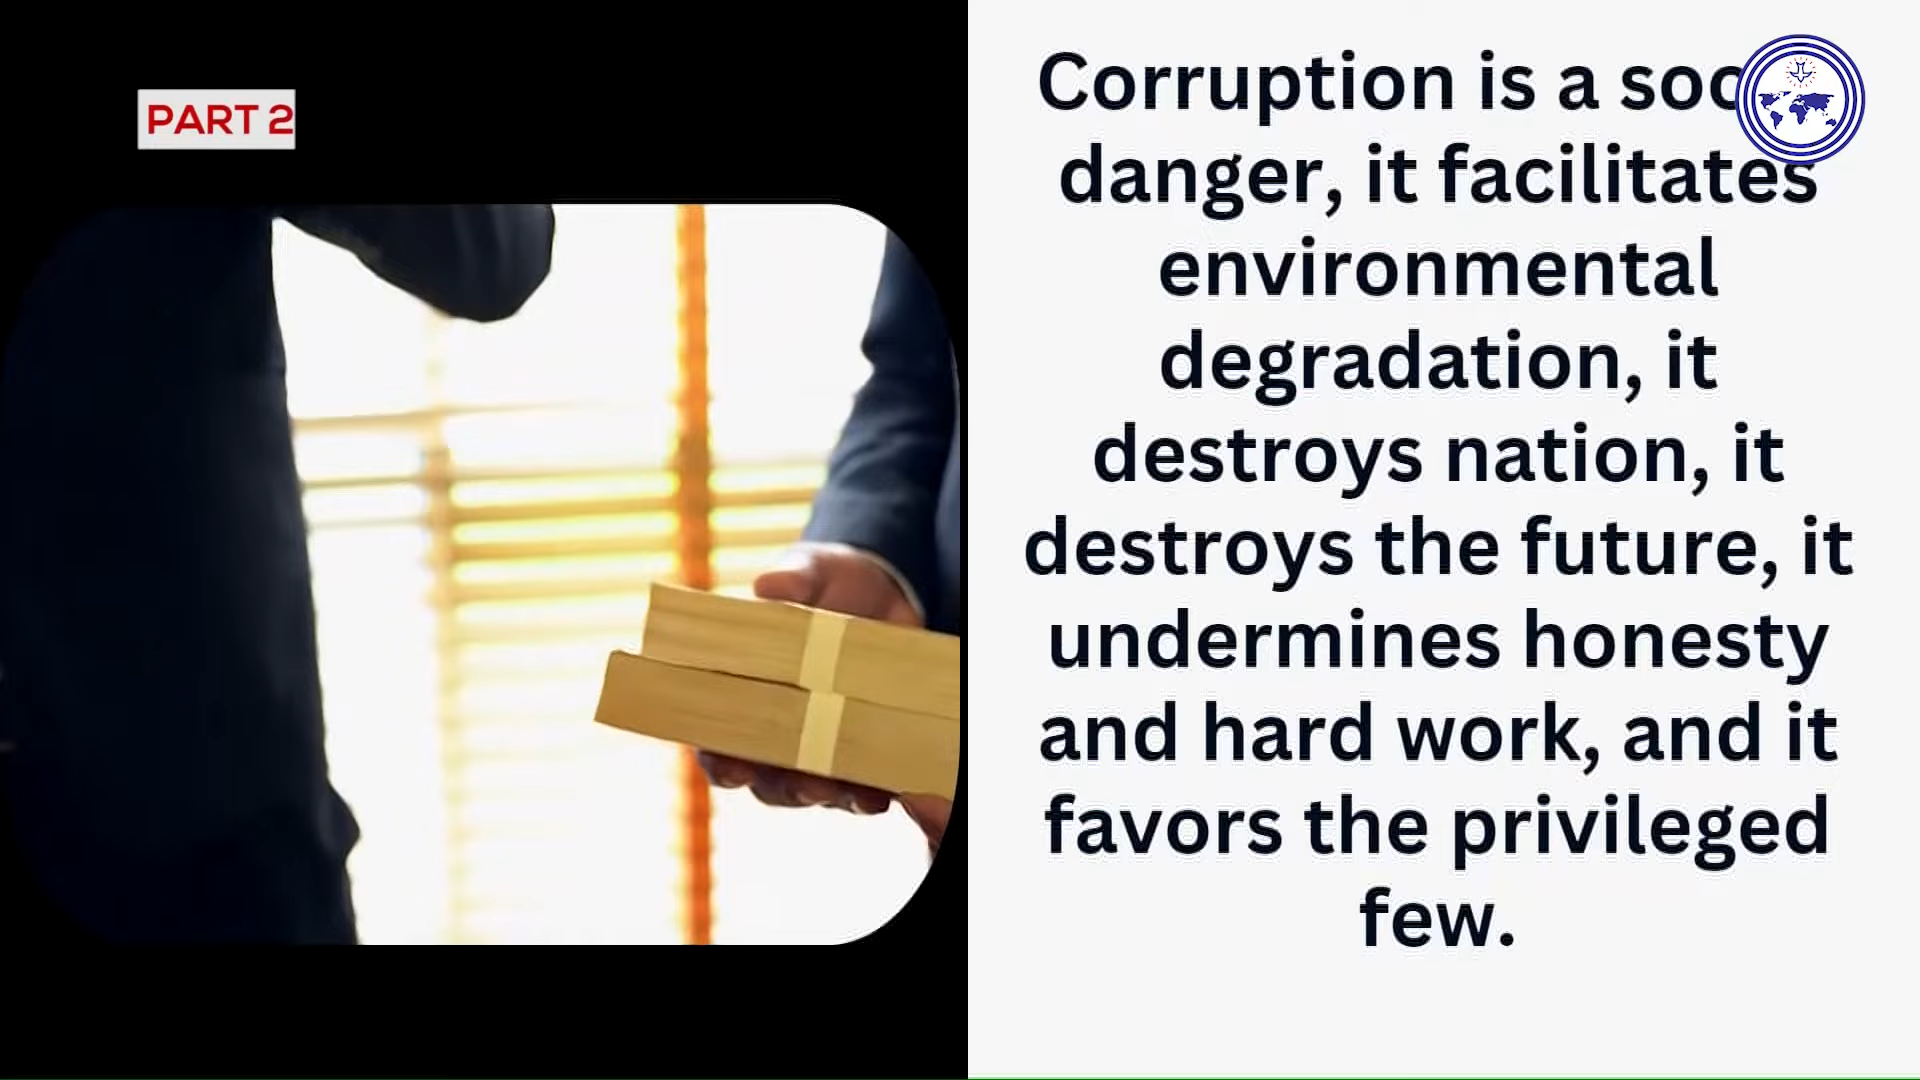 PART 2
Corruption is a
danger, it facilitates
environmental
degradation, it
destroys nation, it
destroys the future, it
undermines honesty
and hard work, and it
favors the privileged
few.